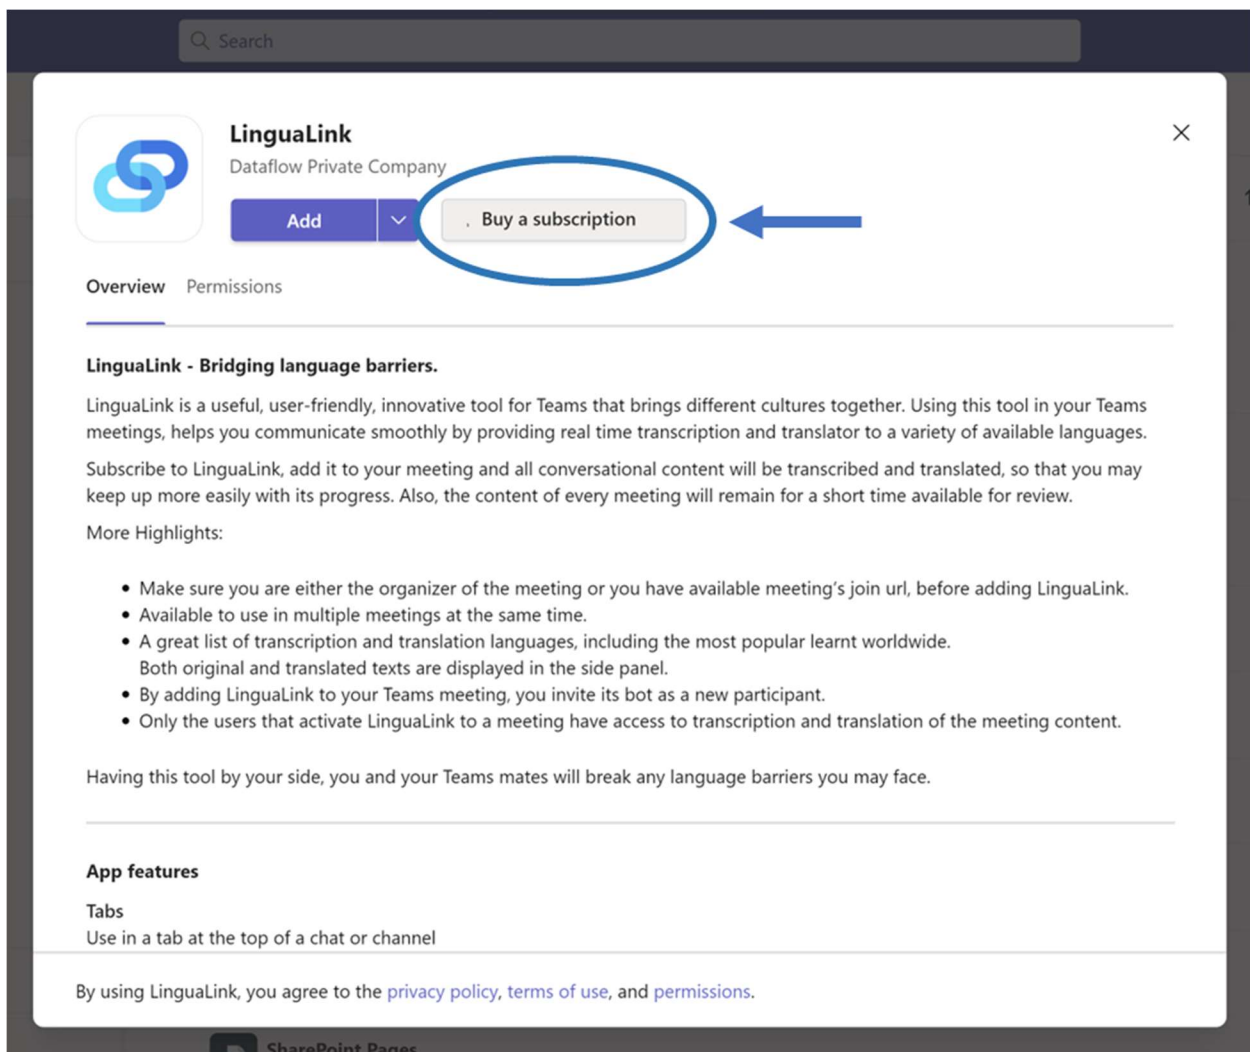 Search
LinguaLink
Dataflow Private Company
Add
Buy a subscription
Overview Permissions
LinguaLink - Bridging language barriers.
LinguaLink is a useful, user-friendly, innovative tool for Teams that brings different cultures together. Using this tool in your Teams
meetings, helps you communicate smoothly by providing real time transcription and translator to a variety of available languages.
Subscribe to LinguaLink, add it to your meeting and all conversational content will be transcribed and translated, so that you may
keep up more easily with its progress. Also, the content of every meeting will remain for a short time available for review.
More Highlights:
• Make sure you are either the organizer of the meeting or you have available meeting's join url, before adding LinguaLink.
• Available to use in multiple meetings at the same time.
• A great list of transcription and translation languages, including the most popular learnt worldwide.
Both original and translated texts are displayed in the side panel.
• By adding LinguaLink to your Teams meeting, you invite its bot as a new participant.
• Only the users that activate LinguaLink to a meeting have access to transcription and translation of the meeting content.
Having this tool by your side, you and your Teams mates will break any language barriers you may face.
App features
Tabs
Use in a tab at the top of a chat or channel
By using LinguaLink, you agree to the privacy policy, terms of use, and permissions.
SharePoint Pages